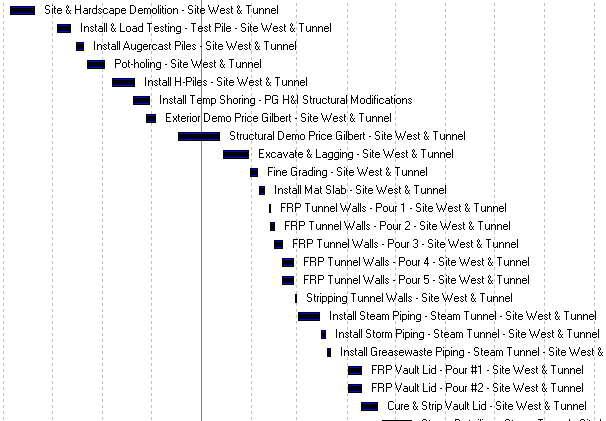 Site & Hardscape Demolition - Site West & Tunnel
Install & Load Testing - Test Pile - Site West & Tunnel
Install Augercast Piles - Site West & Tunnel
Pot-holing - Site West & Tunnel
Install H-Piles - Site West & Tunnel
Install Temp Shoring - PG H&I Structural Modifications
Exterior Demo Price Gilbert - Site West & Tunnel
Structural Demo Price Gilbert - Site West & Tunnel
Excavate & Lagging - Site West & Tunnel
Fine Grading - Site West & Tunnel
Install Mat Slab - Site West & Tunnel
FRP Tunnel Walls - Pour 1 - Site West & Tunnel
FRP Tunnel Walls - Pour 2 - Site West & Tunnel
FRP Tunnel Walls - Pour 3 - Site West & Tunnel
FRP Tunnel Walls - Pour 4 - Site West & Tunnel
FRP Tunnel Walls - Pour 5 - Site West & Tunnel
Stripping Tunnel Walls - Site West & Tunnel
Install Steam Piping - Steam Tunnel - Site West & Tunnel
Install Storm Piping - Steam Tunnel - Site West & Tunnel
Install Greasewaste Piping - Steam Tunnel - Site West &
FRP Vault Lid - Pour #1 - Site West & Tunnel
FRP Vault Lid - Pour #2 - Site West & Tunnel
Cure & Strip Vault Lid - Site West & Tunnel